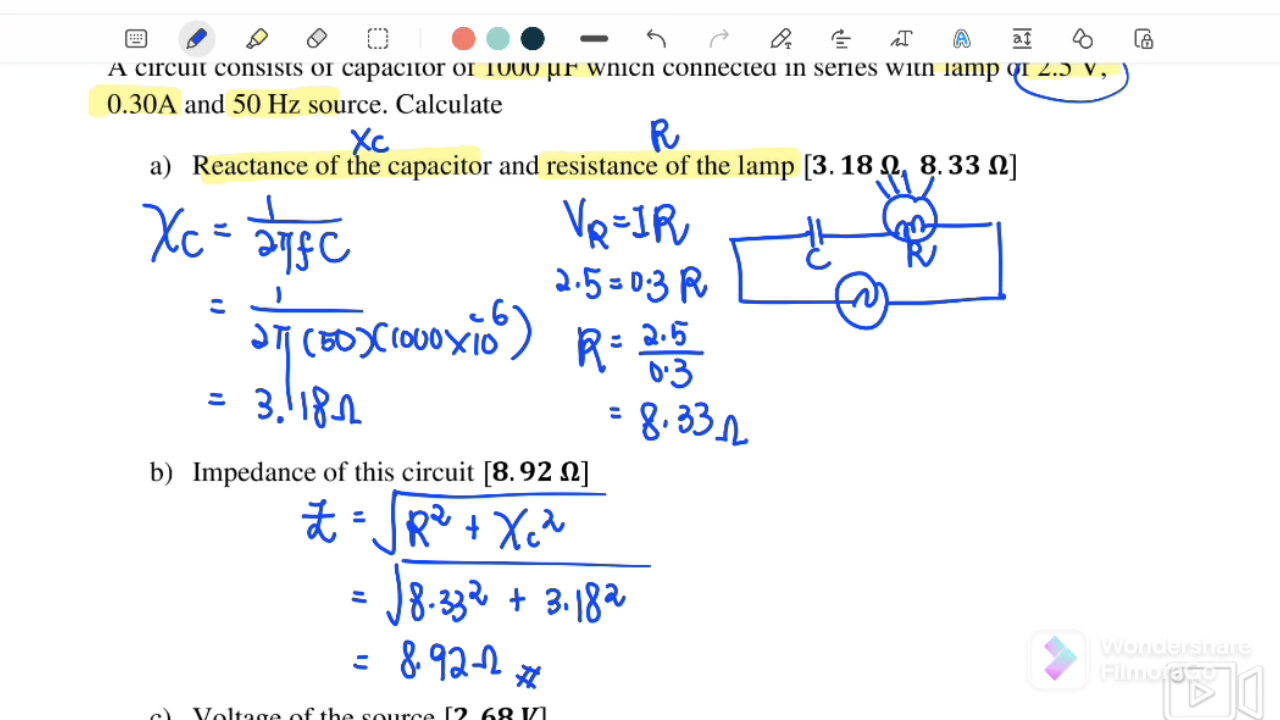 A circuit consists of capacitor of 1000 μF which connected in series with lamp of 2.5 V,
0.30A and 50 Hz source. Calculate
Xc
R
a) Reactance of the capacitor and resistance of the lamp [3.18 Ω, 8.33 Ω]
Xc = 1/2πfC
= 1/2π(50)(1000×10^-6)
= 3.18Ω
V_R = IR
2.5 = 0.3 R
R = 2.5/0.3
= 8.33Ω
C
R
b) Impedance of this circuit [8.92 Ω]
Z = √R² + Xc²
= √8.33² + 3.18²
= 8.92Ω #
c) Voltage of the source [2.68 V]
Wondershare
FilmoraGo